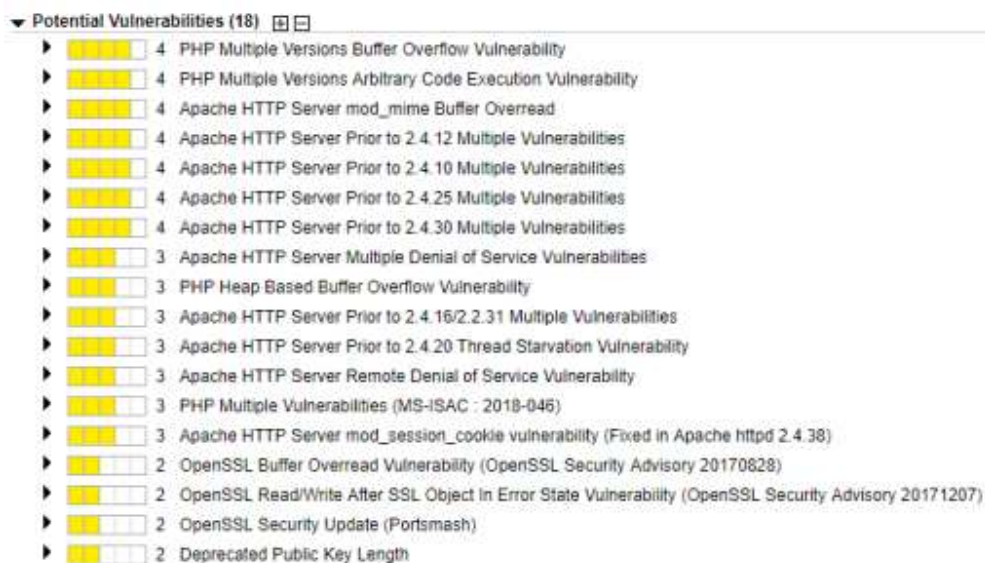 Potential Vulnerabilities (18)
4 PHP Multiple Versions Buffer Overflow Vulnerability
4 PHP Multiple Versions Arbitrary Code Execution Vulnerability
4 Apache HTTP Server mod_mime Buffer Overread
4 Apache HTTP Server Prior to 2.4.12 Multiple Vulnerabilities
4 Apache HTTP Server Prior to 2.4.10 Multiple Vulnerabilities
4 Apache HTTP Server Prior to 2.4.25 Multiple Vulnerabilities
4 Apache HTTP Server Prior to 2.4.30 Multiple Vulnerabilities
3 Apache HTTP Server Multiple Denial of Service Vulnerabilities
3 PHP Heap Based Buffer Overflow Vulnerability
3 Apache HTTP Server Prior to 2.4.16/2.2.31 Multiple Vulnerabilities
3 Apache HTTP Server Prior to 2.4.20 Thread Starvation Vulnerability
3 Apache HTTP Server Remote Denial of Service Vulnerability
3 PHP Multiple Vulnerabilities (MS-ISAC : 2018-046)
3 Apache HTTP Server mod_session_cookie vulnerability (Fixed in Apache httpd 2.4.38)
2 OpenSSL Buffer Overread Vulnerability (OpenSSL Security Advisory 20170828)
2 OpenSSL Read/Write After SSL Object In Error State Vulnerability (OpenSSL Security Advisory 20171207)
2 OpenSSL Security Update (Portsmash)
2 Deprecated Public Key Length